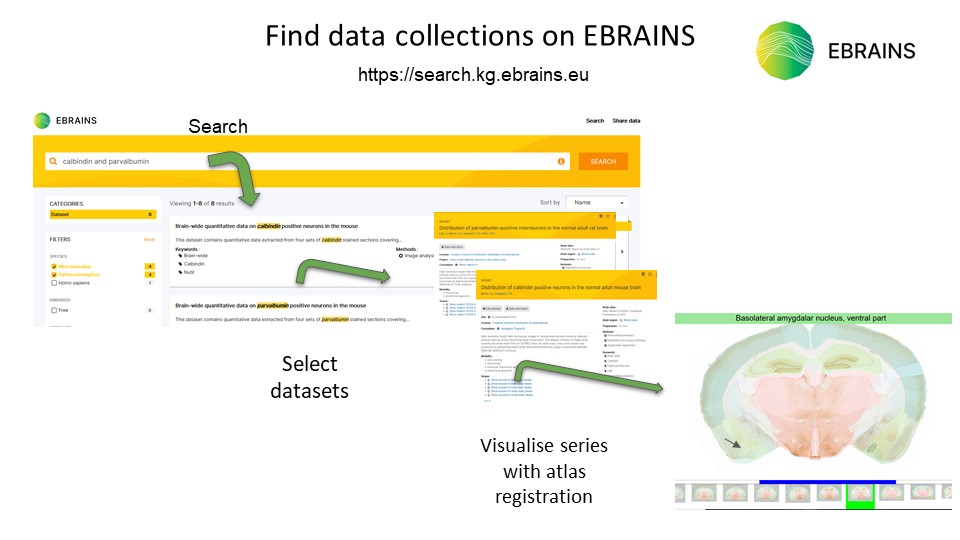 Find data collections on EBRAINS
https://search.kg.ebrains.eu
EBRAINS
EBRAINS
Search
Share data
Search
calbindin and parvalbumin
SEARCH
CATEGORIES
Dataset 8
Viewing 1-8 of 8 results
Sort by Name
FILTERS
Reset
SPECIES
Mus musculus 4
Rattus norvegicus 4
Homo sapiens 1
EMBARGO
Free 8
Brain-wide quantitative data on calbindin positive neurons in the mouse
This dataset contains quantitative data extracted from four sets of calbindin stained sections covering...
Keywords:
Brain-wide
Calbindin
NutIl
Methods:
Image analysis
Brain-wide quantitative data on parvalbumin positive neurons in the mouse
This dataset contains quantitative data extracted from four sets of parvalbumin stained sections covering...
Distribution of parvalbumin-positive interneurons in the normal adult rat brain
Distribution of calbindin positive neurons in the normal adult mouse brain
Select
datasets
Visualise series
with atlas
registration
Basolateral amygdalar nucleus, ventral part